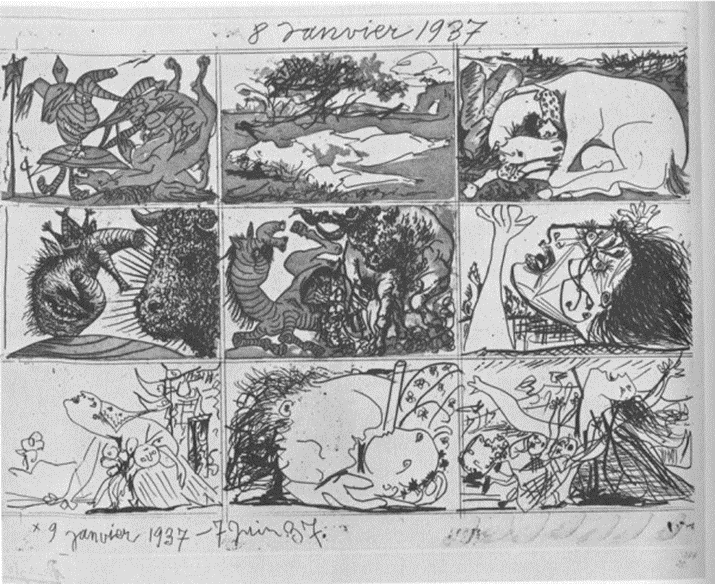 8 Janvier 1937
x 9 janvier 1937 – 7 Juin 37.